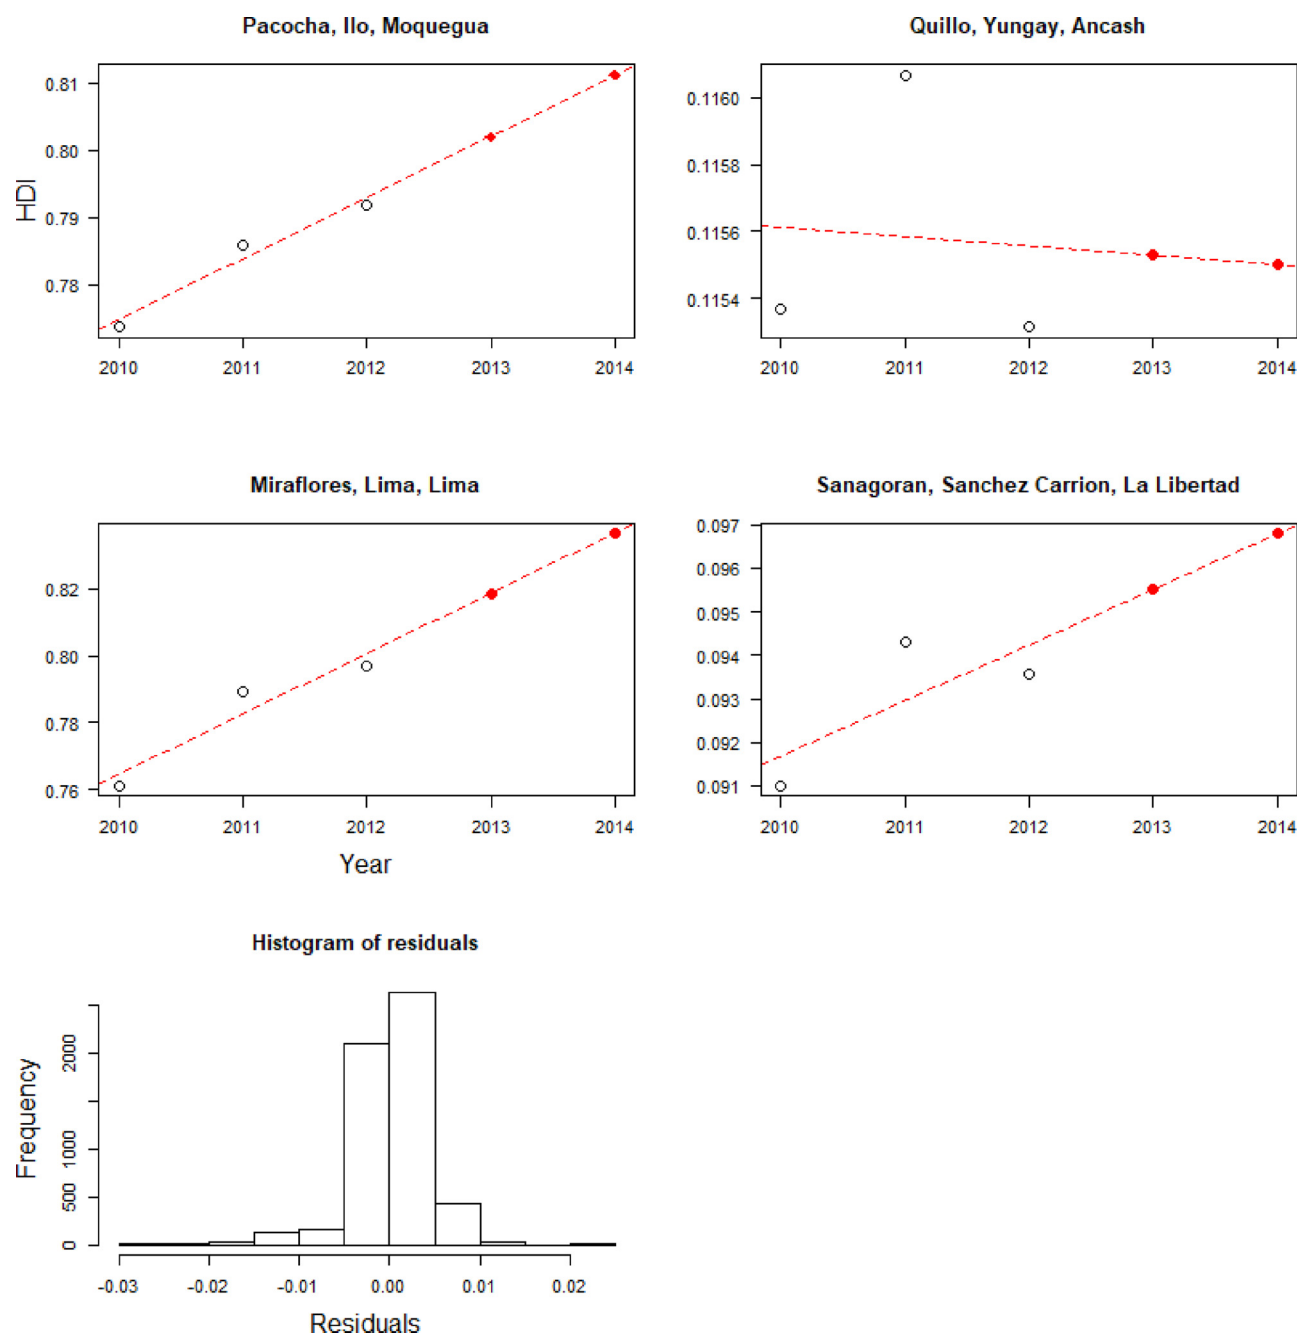 Pacocha, Ilo, Moquegua
HDI
0.81
0.80
0.79
0.78
2010 2011 2012 2013 2014
Quillo, Yungay, Ancash
0.1160
0.1158
0.1156
0.1154
2010 2011 2012 2013 2014
Miraflores, Lima, Lima
0.82
0.80
0.78
0.76
2010 2011 2012 2013 2014
Year
Sanagoran, Sanchez Carrion, La Libertad
0.097
0.096
0.095
0.094
0.093
0.092
0.091
2010 2011 2012 2013 2014
Histogram of residuals
Frequency
2000
1000
500
0
-0.03 -0.02 -0.01 0.00 0.01 0.02
Residuals